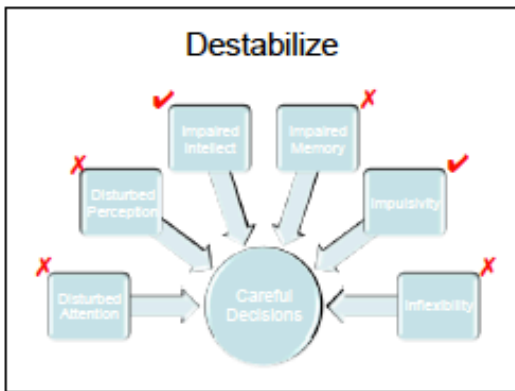 Destabilize
Impaired
Intellect
Impaired
Memory
Disturbed
Perception
Impulsivity
Disturbed
Attention
Careful
Decisions
Inflexibility